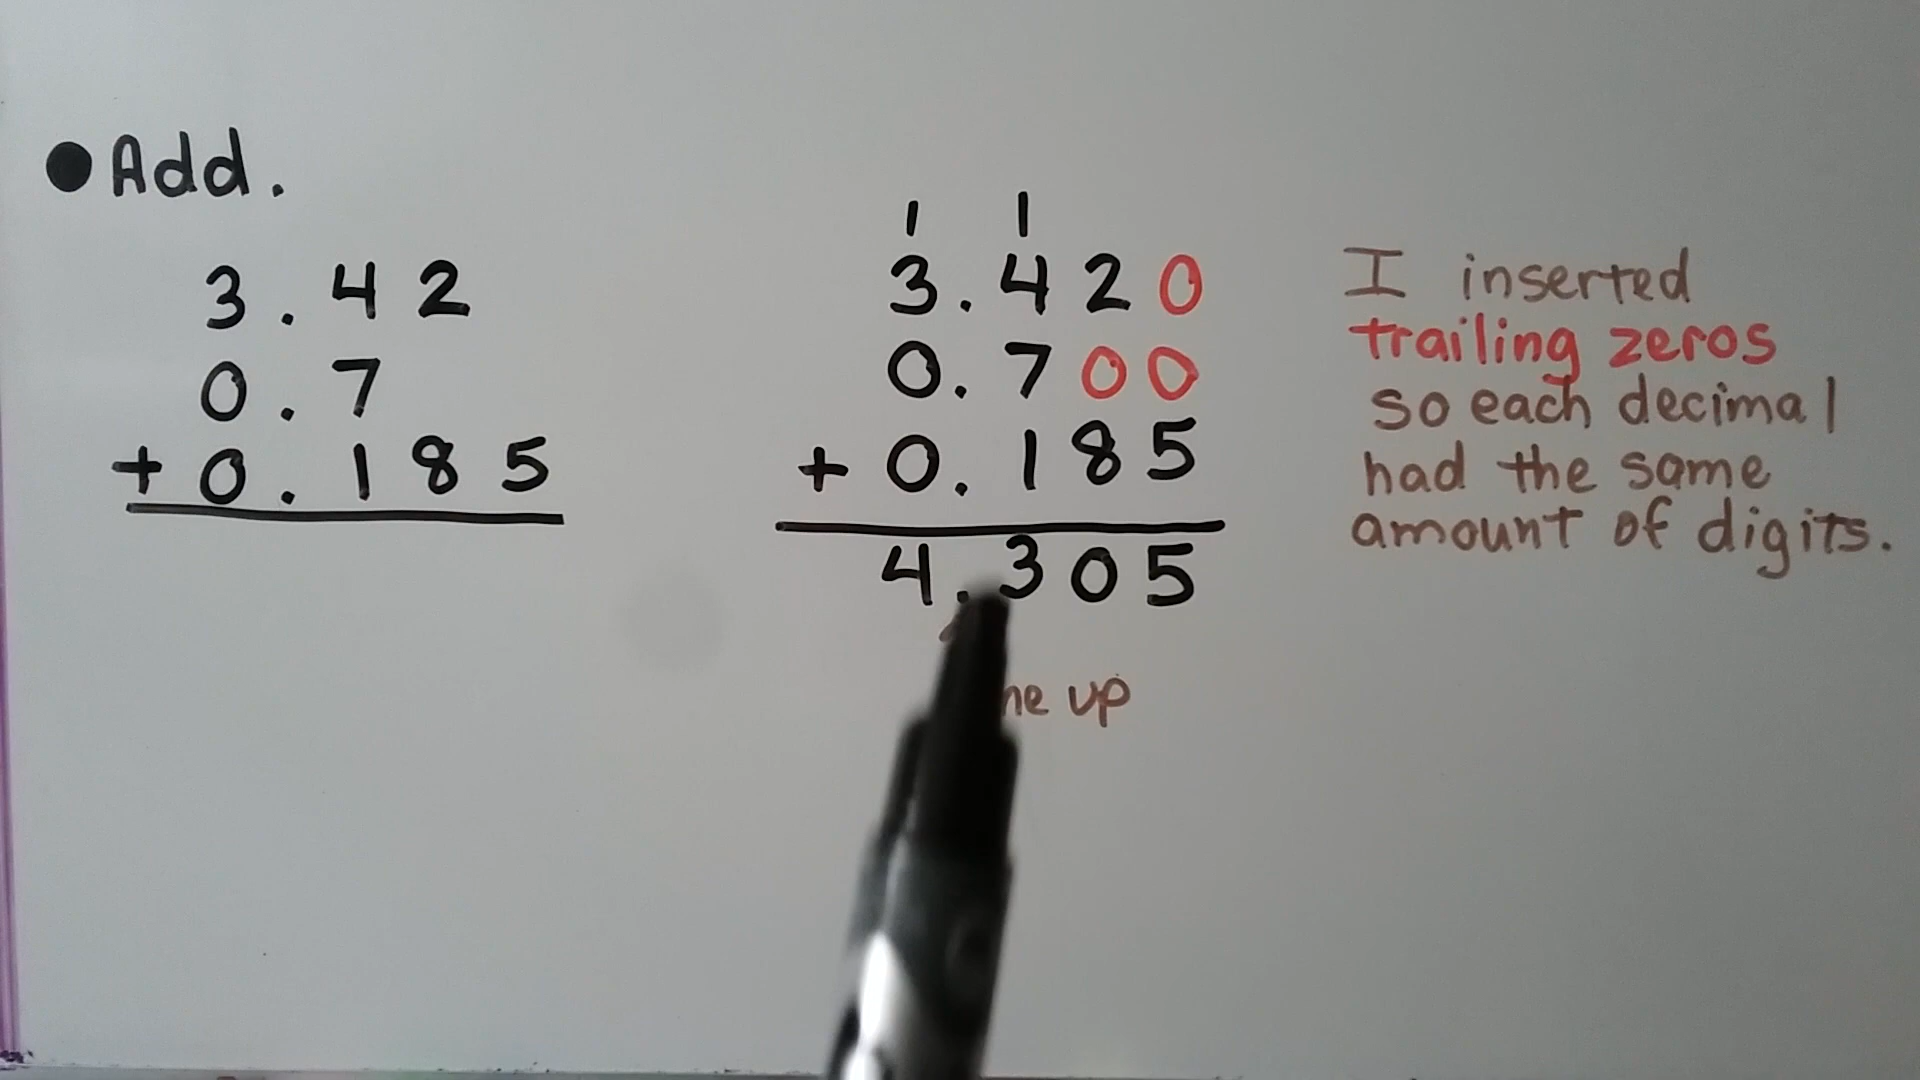 ● Add.
3.42
0.7
+ 0.185
1 1
3.420
0.700
+ 0.185
4.305
up
I inserted
trailing zeros
so each decimal
had the same
amount of digits.